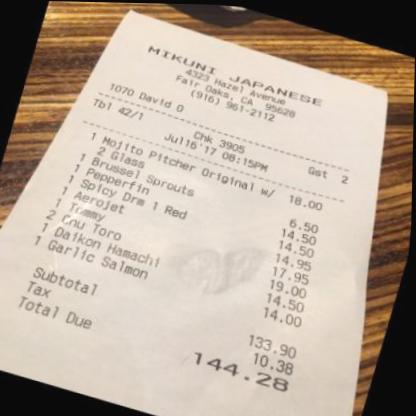 MIKUNI JAPANESE
4323 Hazel Avenue
Fair Oaks, CA 95628
(916) 961-2112
1070 David O
Tbl 42/1 Chk 3905 Gst 2
Jul16'17 08:15PM
1 Mojito Pitcher Original w/ 18.00
2 Glass
1 Brussel Sprouts 6.50
1 Pepperfin 14.50
1 Spicy Drm 1 Red 14.50
1 Aerojet 14.95
1 Tommy 17.95
2 Chu Toro 19.00
1 Daikon Hamachi 14.50
1 Garlic Salmon 14.00
Subtotal 133.90
Tax 10.38
Total Due 144.28